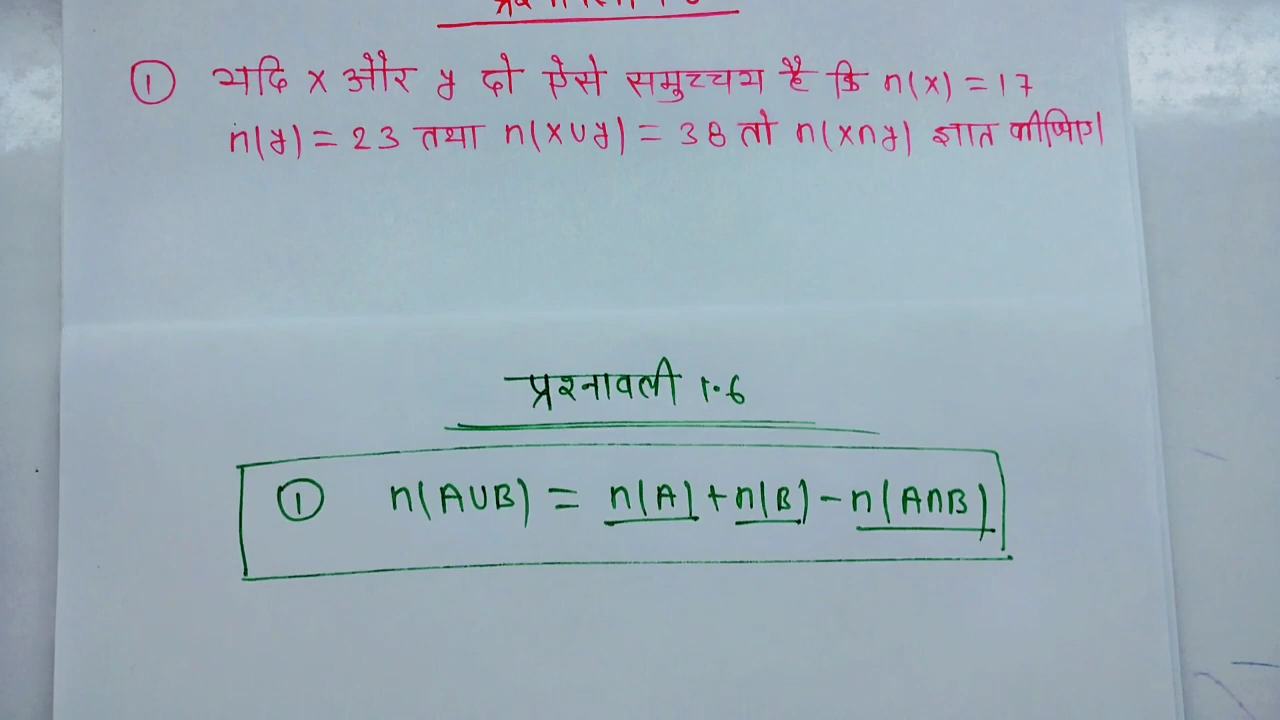 ① यदि x और y दो ऐसे समुच्चय है कि n(x) = 17
n(y) = 23 तथा n(x∪y) = 38 तो n(x∩y) ज्ञात कीजिए।
प्रश्नावली 1.6
① n(A∪B) = n(A) + n(B) - n(A∩B)